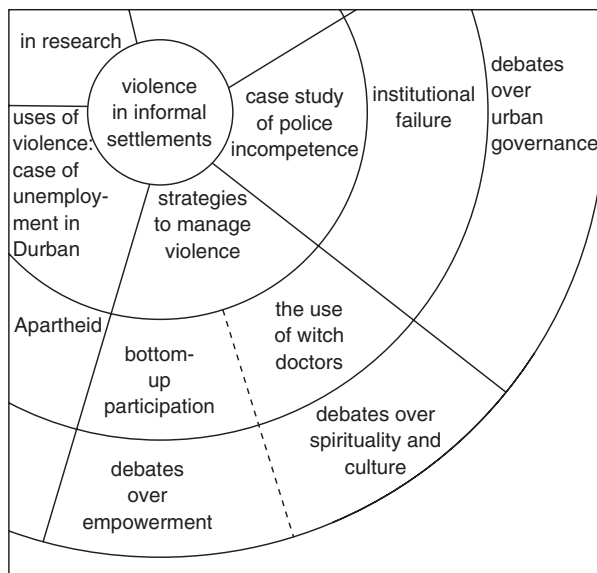 in research
violence
in informal
settlements
uses of
violence:
case of
unemploy-
ment in
Durban
case study
of police
incompetence
institutional
failure
debates
over
urban
governance
strategies
to manage
violence
Apartheid
bottom-
up
participation
the use
of witch
doctors
debates
over
empowerment
debates over
spirituality and
culture